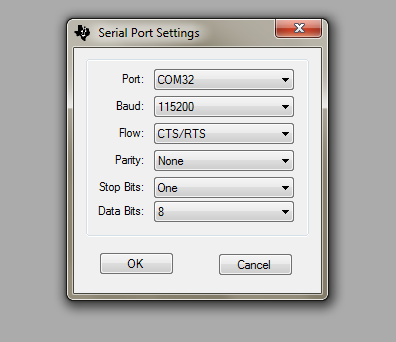 Serial Port Settings
Port: COM32
Baud: 115200
Flow: CTS/RTS
Parity: None
Stop Bits: One
Data Bits: 8
OK Cancel